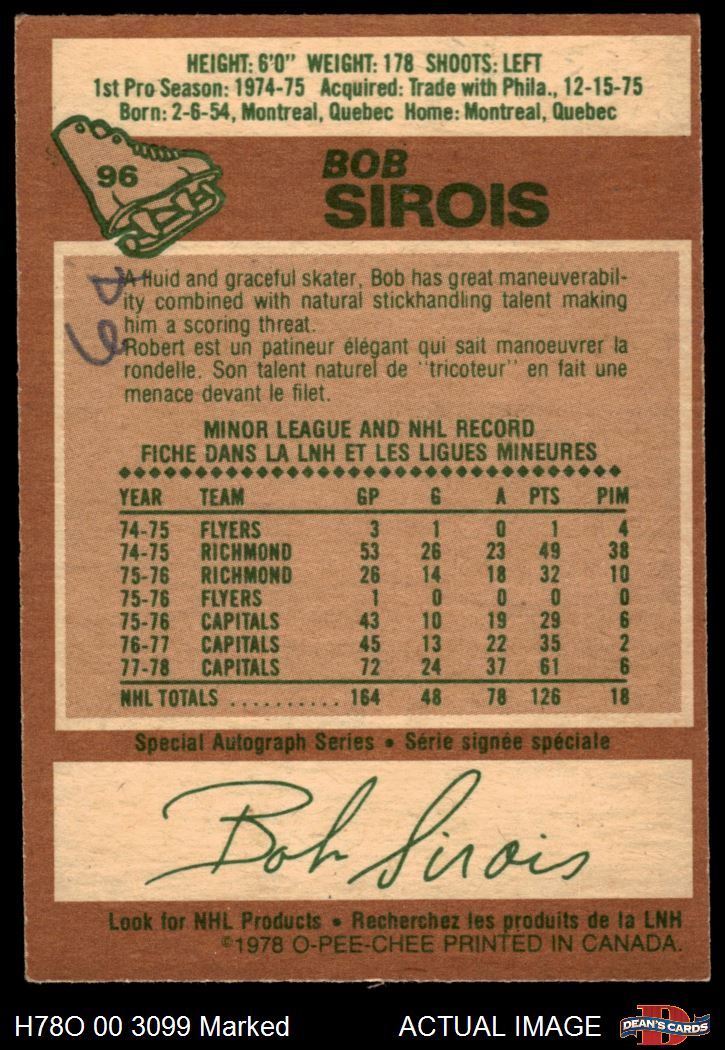 HEIGHT: 6'0" WEIGHT: 178 SHOOTS: LEFT
1st Pro Season: 1974-75 Acquired: Trade with Phila., 12-15-75
Born: 2-6-54, Montreal, Quebec Home: Montreal, Quebec
96
BOB
SIROIS
A fluid and graceful skater, Bob has great maneuverabil-
ity combined with natural stickhandling talent making
him a scoring threat.
Robert est un patineur élégant qui sait manoeuvrer la
rondelle. Son talent naturel de "tricoteur" en fait une
menace devant le filet.
MINOR LEAGUE AND NHL RECORD
FICHE DANS LA LNH ET LES LIGUES MINEURES
YEAR TEAM GP G A PTS PIM
74-75 FLYERS 3 1 0 1 4
74-75 RICHMOND 53 26 23 49 38
75-76 RICHMOND 26 14 18 32 10
75-76 FLYERS 1 0 0 0 0
75-76 CAPITALS 43 10 19 29 6
76-77 CAPITALS 45 13 22 35 2
77-78 CAPITALS 72 24 37 61 6
NHL TOTALS .......... 164 48 78 126 18
Special Autograph Series • Série signée spéciale
Bob Sirois
Look for NHL Products • Recherchez les produits de la LNH
©1978 O-PEE-CHEE PRINTED IN CANADA.
H78O 00 3099 Marked ACTUAL IMAGE
D
DEAN'S CARDS